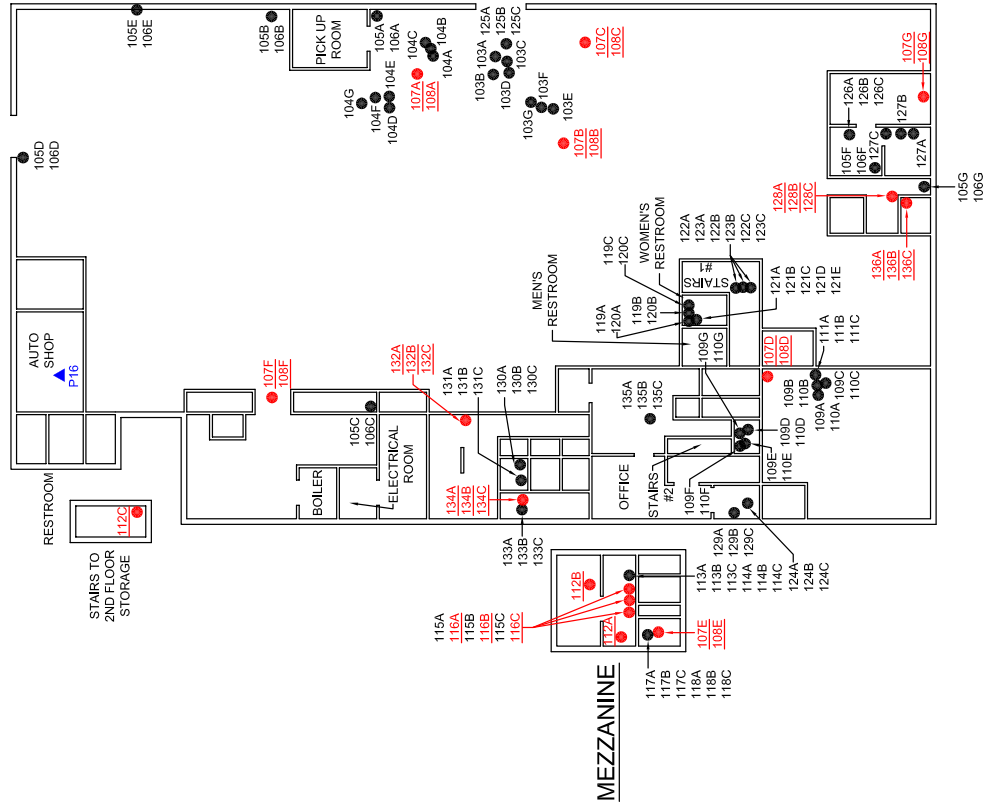 105E
106E
105B
106B
PICK UP
ROOM
105A
106A
104C
104B
104A
125A
125B
125C
103A
103B
103C
103D
107C
108C
107G
108G
104G
104F
104E
104D
107A
108A
103G
103F
103E
107B
108B
105D
106D
126A
126B
126C
127B
105F
106F
127C
127A
105G
106G
128A
128B
128C
136A
136B
136C
AUTO
SHOP
P16
107F
108F
132A
132B
132C
131A
131B
131C
130A
130B
130C
105C
106C
MEN'S
RESTROOM
119A
120A
119B
120B
119C
120C
WOMEN'S
RESTROOM
122A
123A
122B
123B
122C
123C
STAIRS
#1
121A
121B
121C
121D
121E
109G
110G
107D
108D
111A
111B
111C
109B
110B
109A
110A
109C
110C
135A
135B
135C
109D
110D
109E
110E
109F
110F
OFFICE
STAIRS
#2
RESTROOM
BOILER
ELECTRICAL
ROOM
134A
134B
134C
133A
133B
133C
129A
129B
129C
124A
124B
124C
112C
STAIRS TO
2ND FLOOR
STORAGE
115A
116A
115B
116B
115C
116C
112B
112A
113A
113B
113C
114A
114B
114C
107E
108E
117A
117B
117C
118A
118B
118C
MEZZANINE